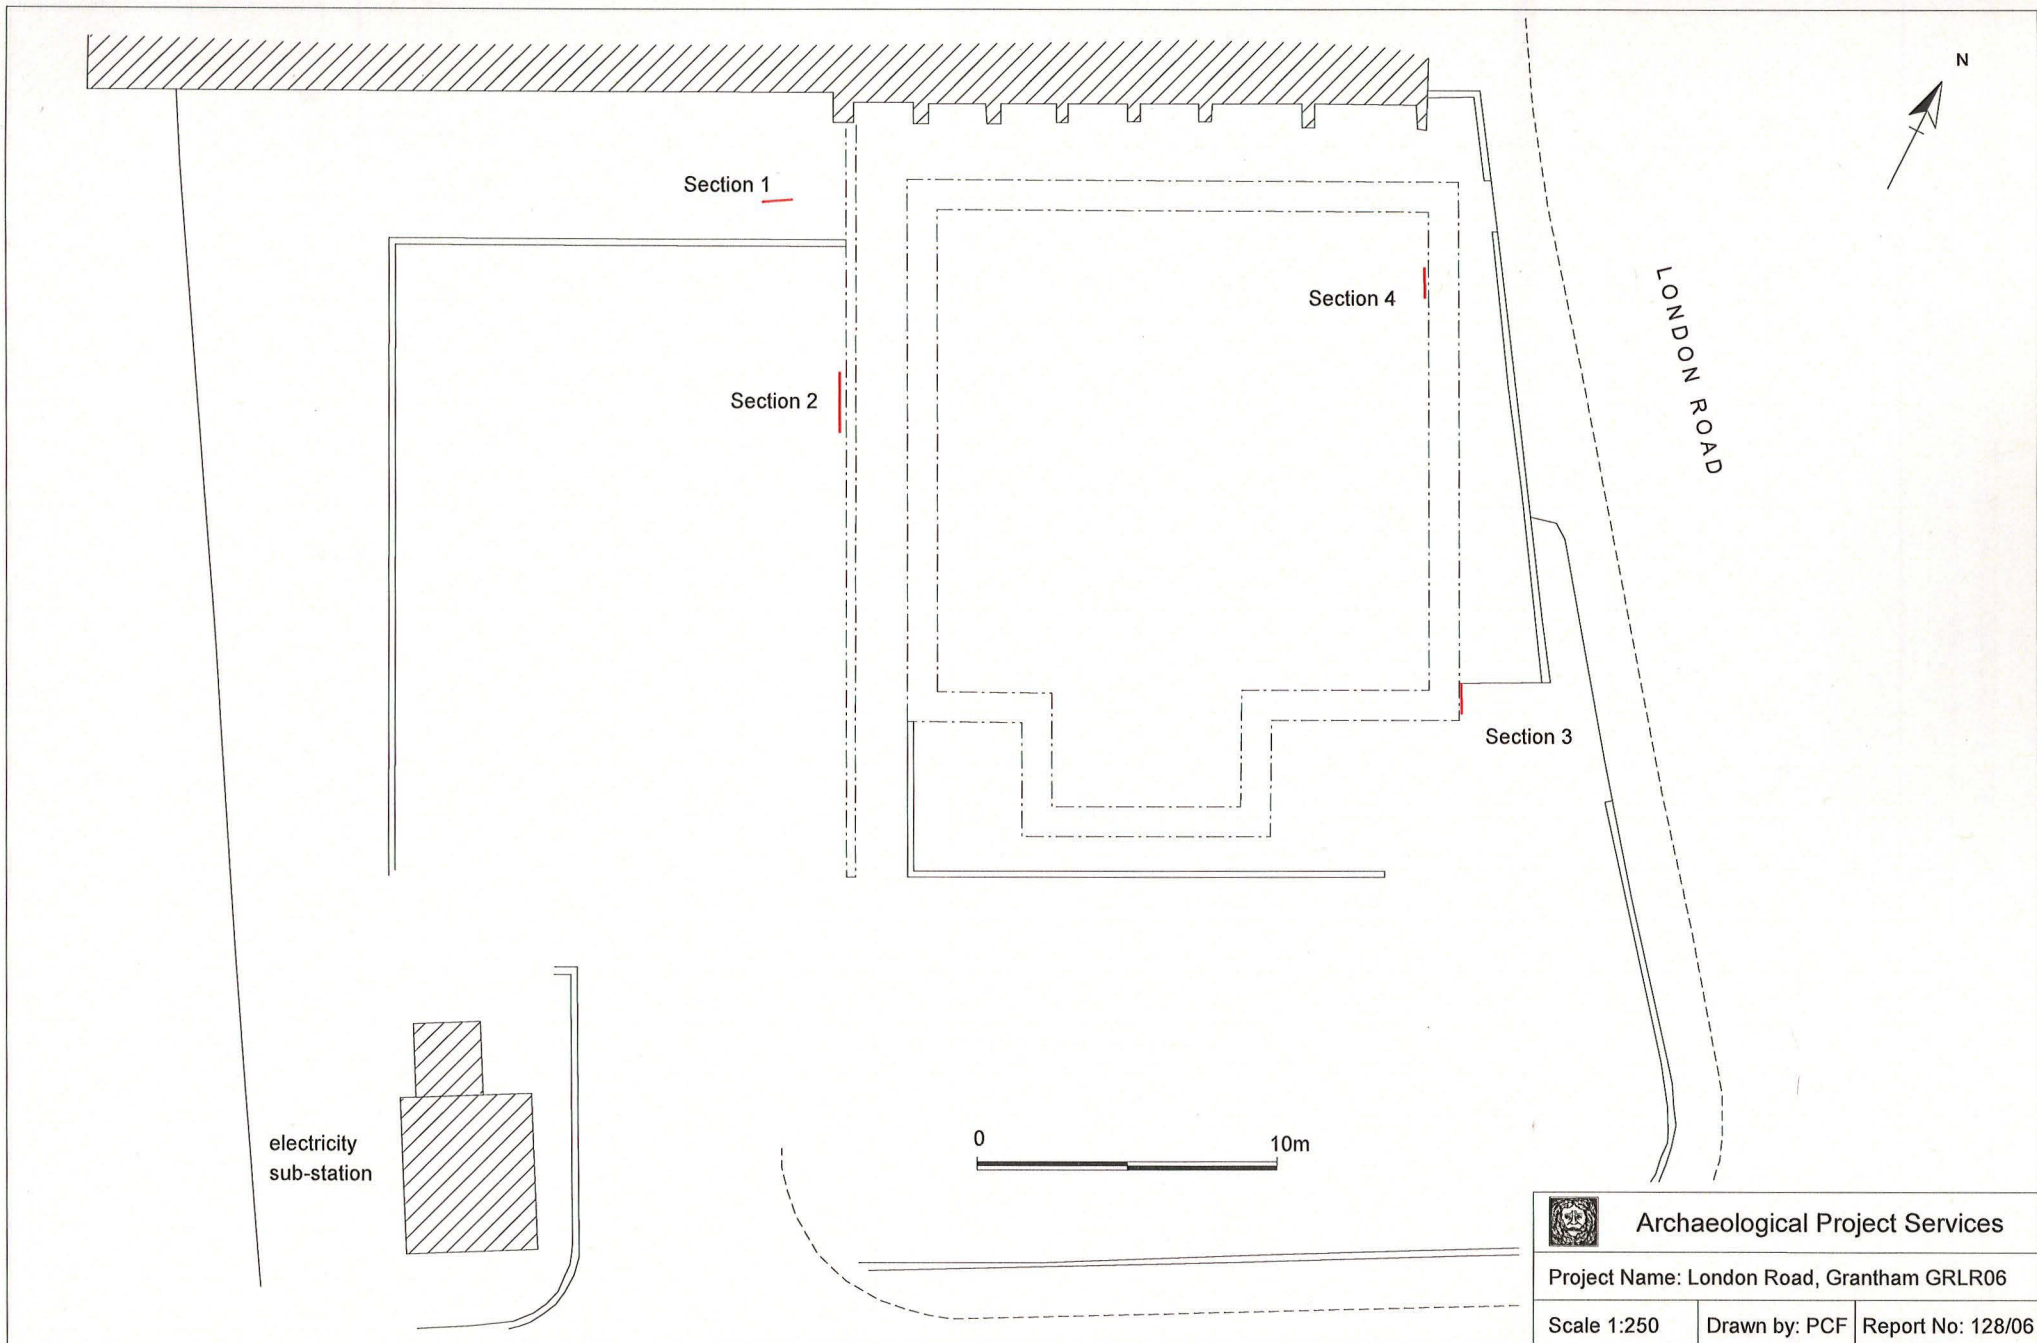 N
Section 1
Section 4
LONDON ROAD
Section 2
Section 3
0 10m
electricity
sub-station
Archaeological Project Services
Project Name: London Road, Grantham GRLR06
Scale 1:250
Drawn by: PCF
Report No: 128/06